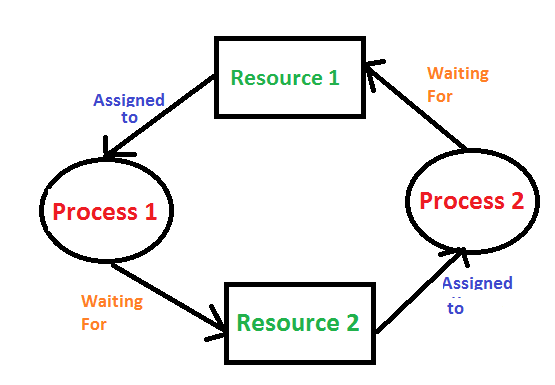 Resource 1
Waiting
For
Assigned
to
Process 1
Process 2
Waiting
For
Resource 2
Assigned
to